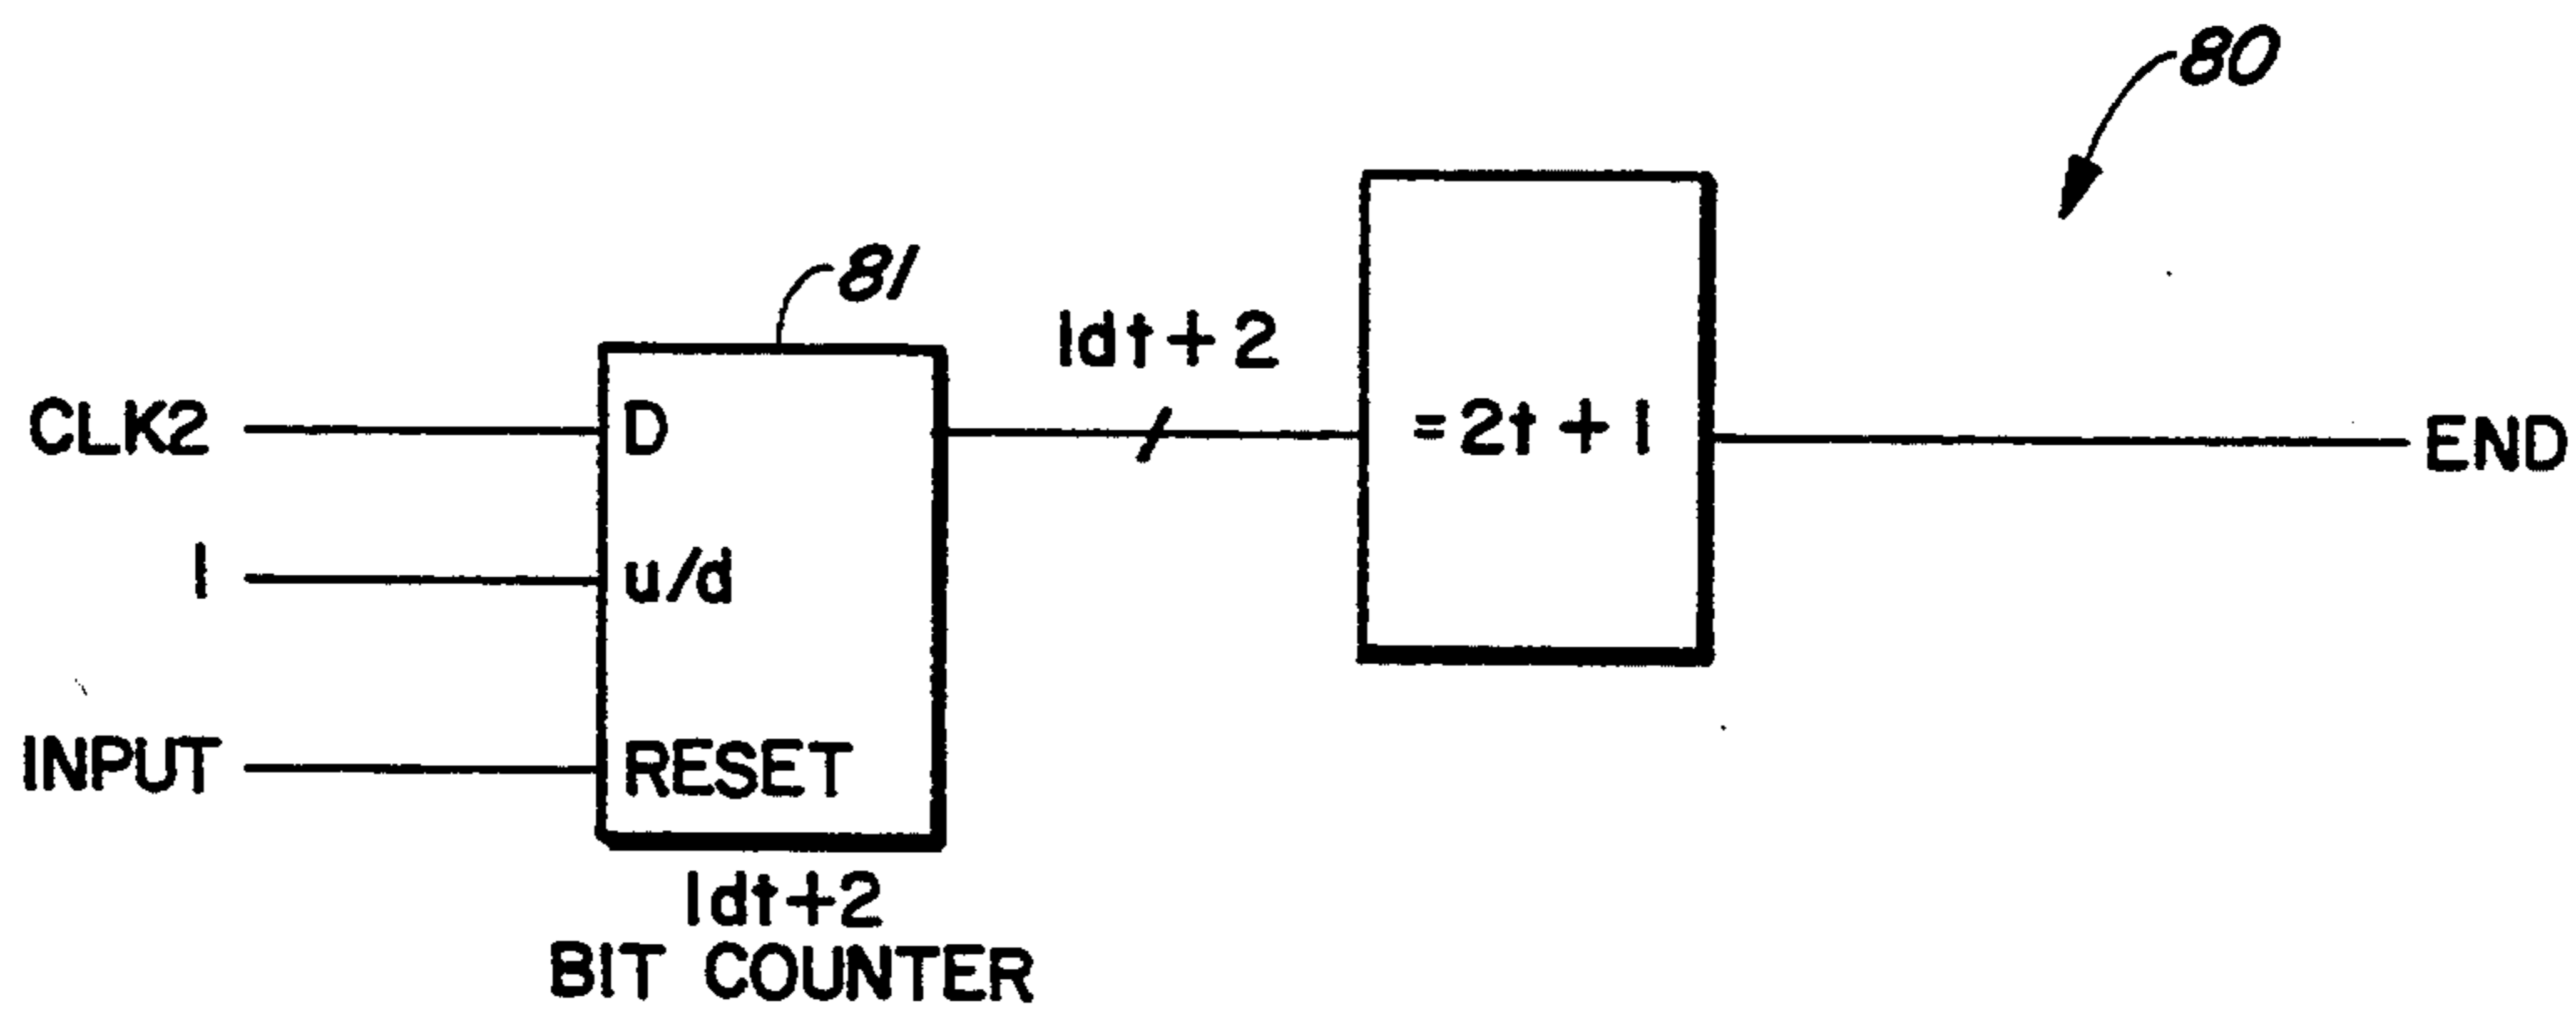 80
81
ldt+2
CLK2
D
=2t+1
END
1
u/d
INPUT
RESET
ldt+2
BIT COUNTER